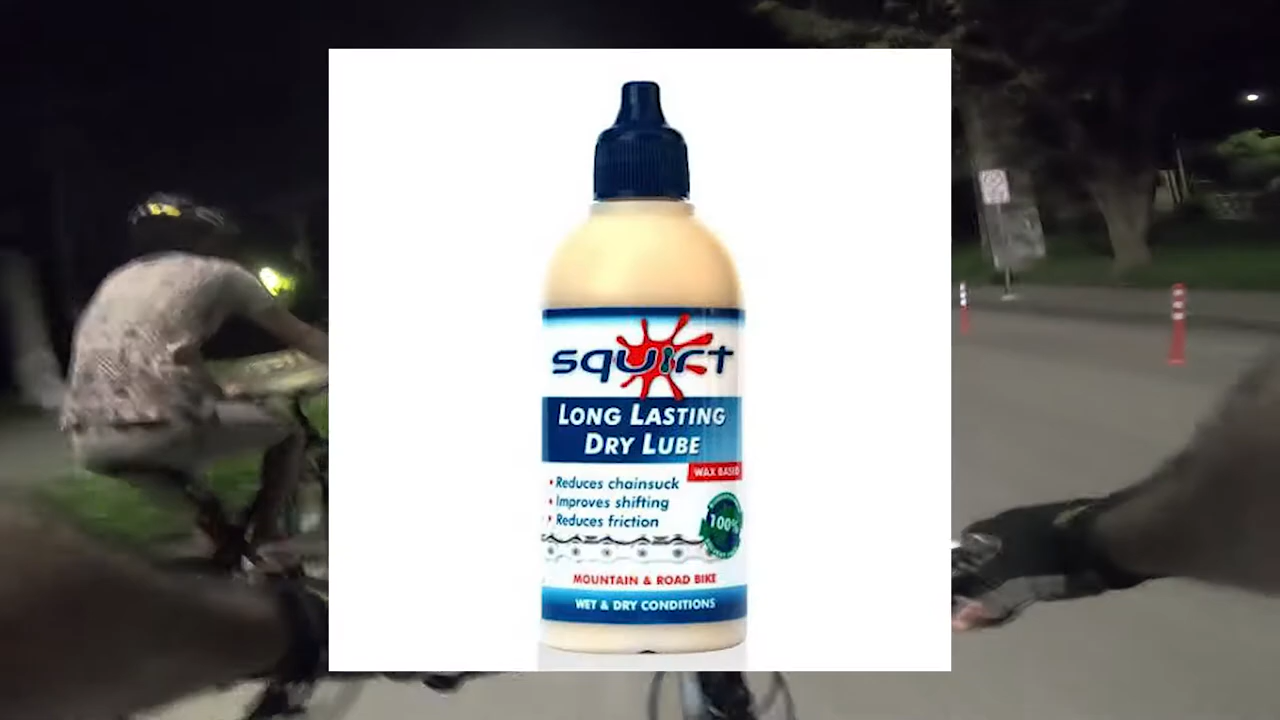 squirt
LONG LASTING
DRY LUBE
WAX BASED
• Reduces chainsuck
• Improves shifting
• Reduces friction
100%
MOUNTAIN & ROAD BIKE
WET & DRY CONDITIONS